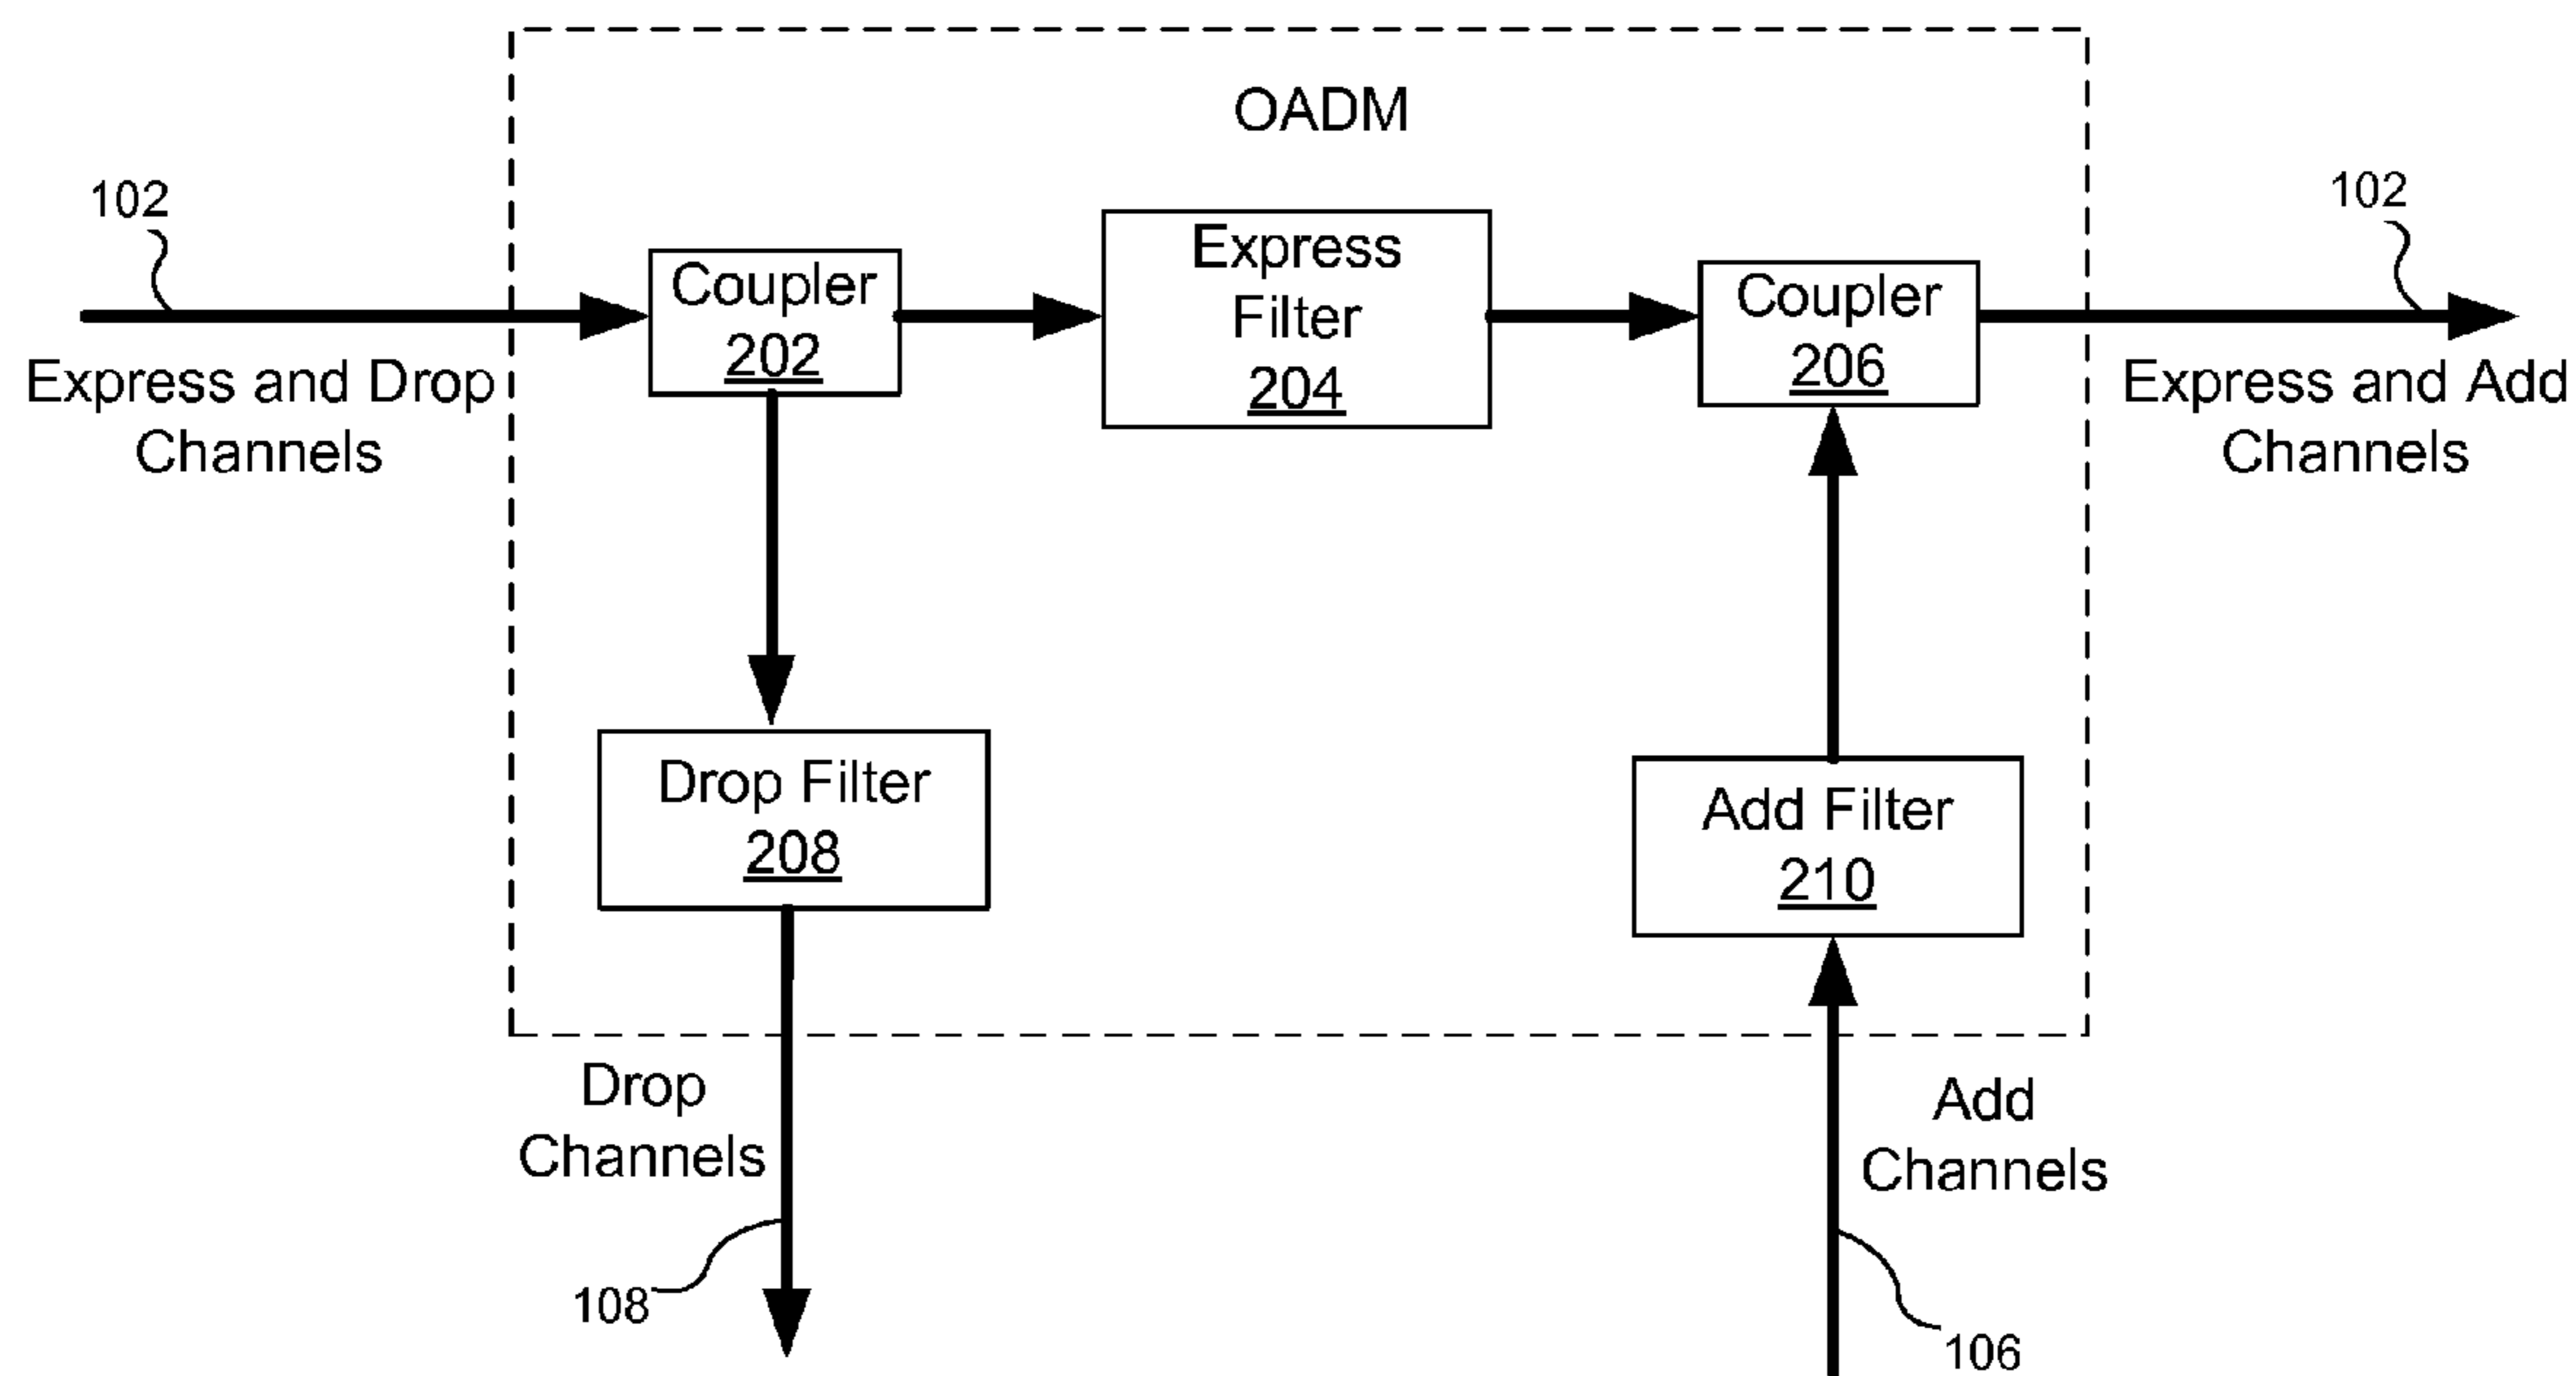 OADM
102
102
Express and Drop
Channels
Coupler
202
Express
Filter
204
Coupler
206
Express and Add
Channels
Drop Filter
208
Add Filter
210
Drop
Channels
Add
Channels
108
106